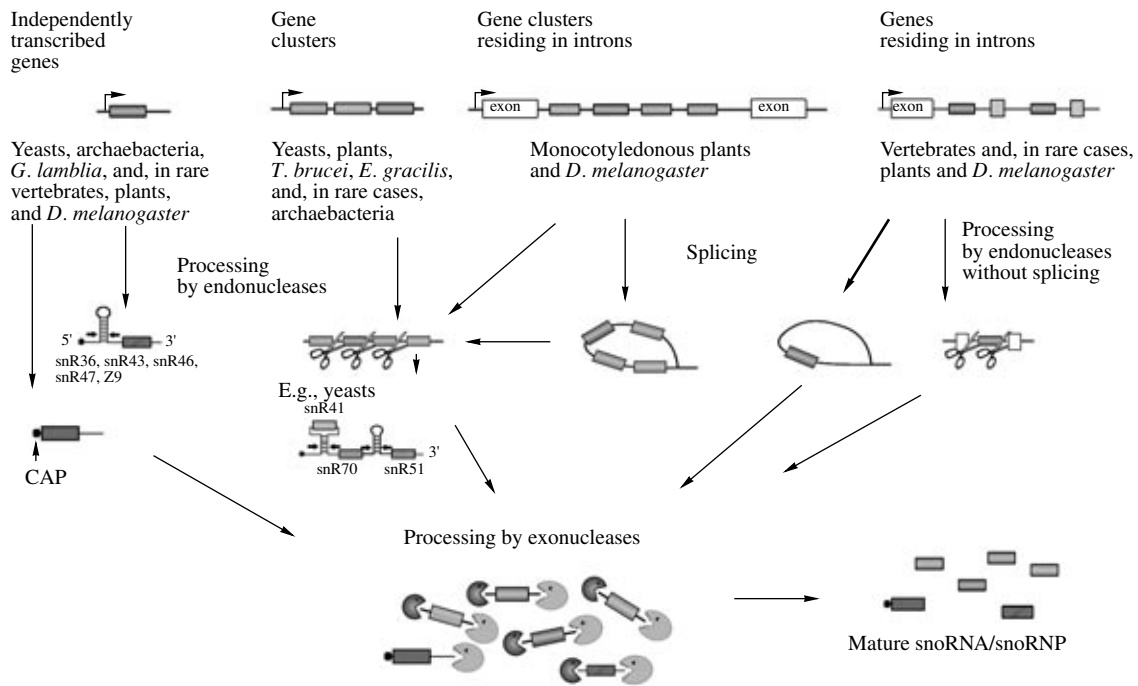 Independently
transcribed
genes
Gene
clusters
Gene clusters
residing in introns
Genes
residing in introns
exon
exon
exon
Yeasts, archaebacteria,
G. lamblia, and, in rare
vertebrates, plants,
and D. melanogaster
Yeasts, plants,
T. brucei, E. gracilis,
and, in rare cases,
archaebacteria
Monocotyledonous plants
and D. melanogaster
Vertebrates and, in rare cases,
plants and D. melanogaster
Processing
by endonucleases
Splicing
Processing
by endonucleases
without splicing
5'
3'
snR36, snR43, snR46,
snR47, Z9
E.g., yeasts
snR41
3'
snR70
snR51
CAP
Processing by exonucleases
Mature snoRNA/snoRNP